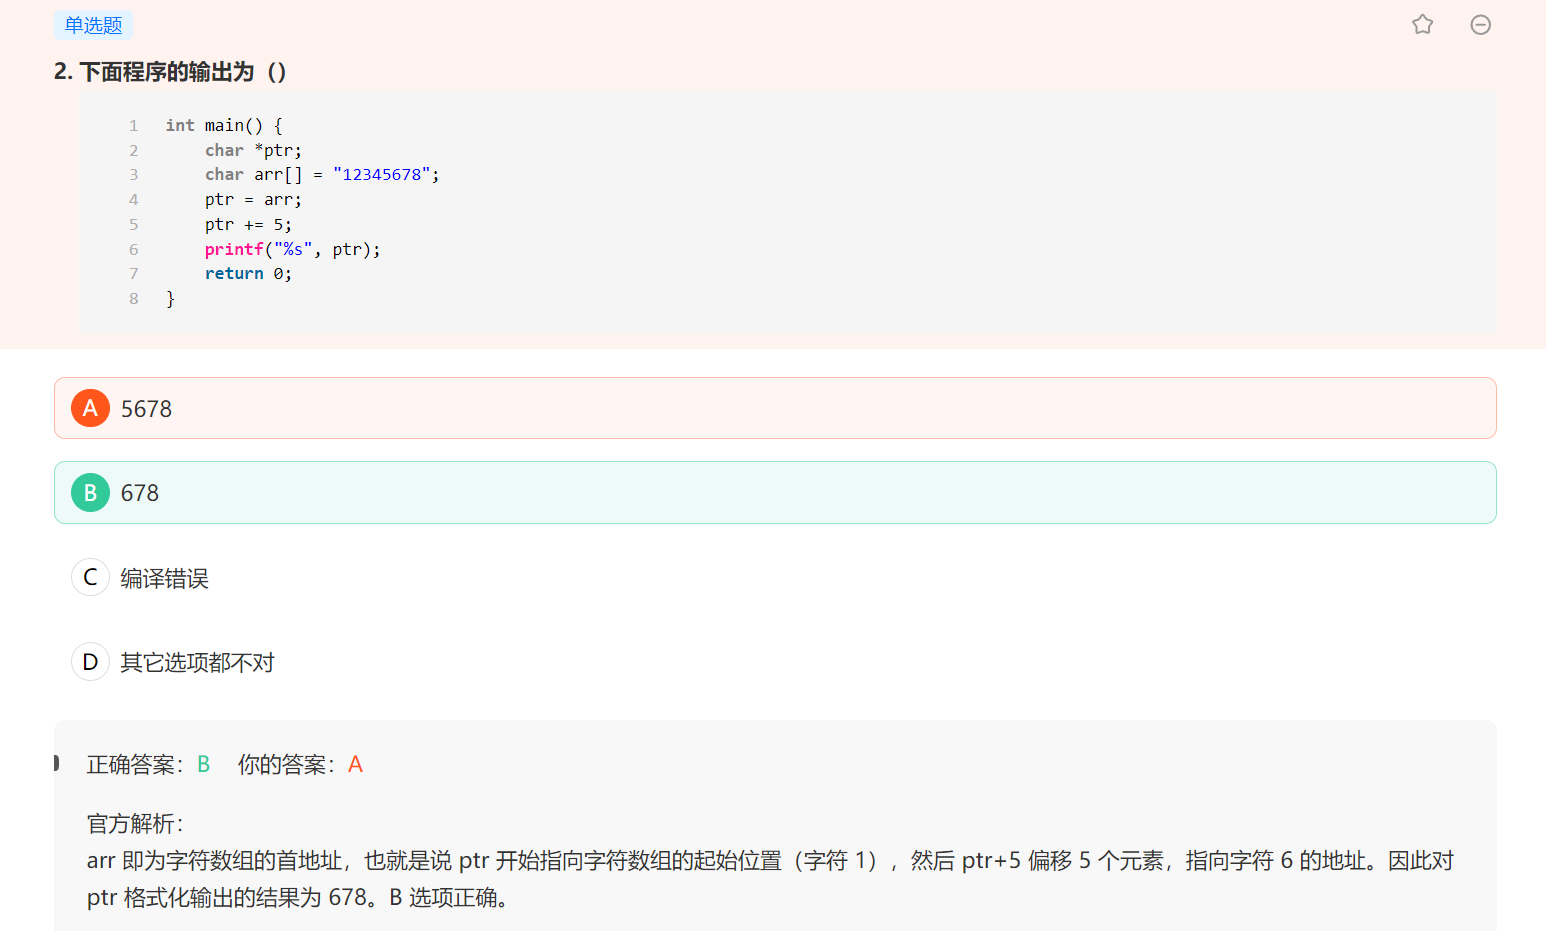 单选题
2. 下面程序的输出为（）
1 int main() {
2     char *ptr;
3     char arr[] = "12345678";
4     ptr = arr;
5     ptr += 5;
6     printf("%s", ptr);
7     return 0;
8 }
A 5678
B 678
C 编译错误
D 其它选项都不对
正确答案：B 你的答案：A
官方解析：
arr 即为字符数组的首地址，也就是说 ptr 开始指向字符数组的起始位置（字符 1），然后 ptr+5 偏移 5 个元素，指向字符 6 的地址。因此对
ptr 格式化输出的结果为 678。B 选项正确。